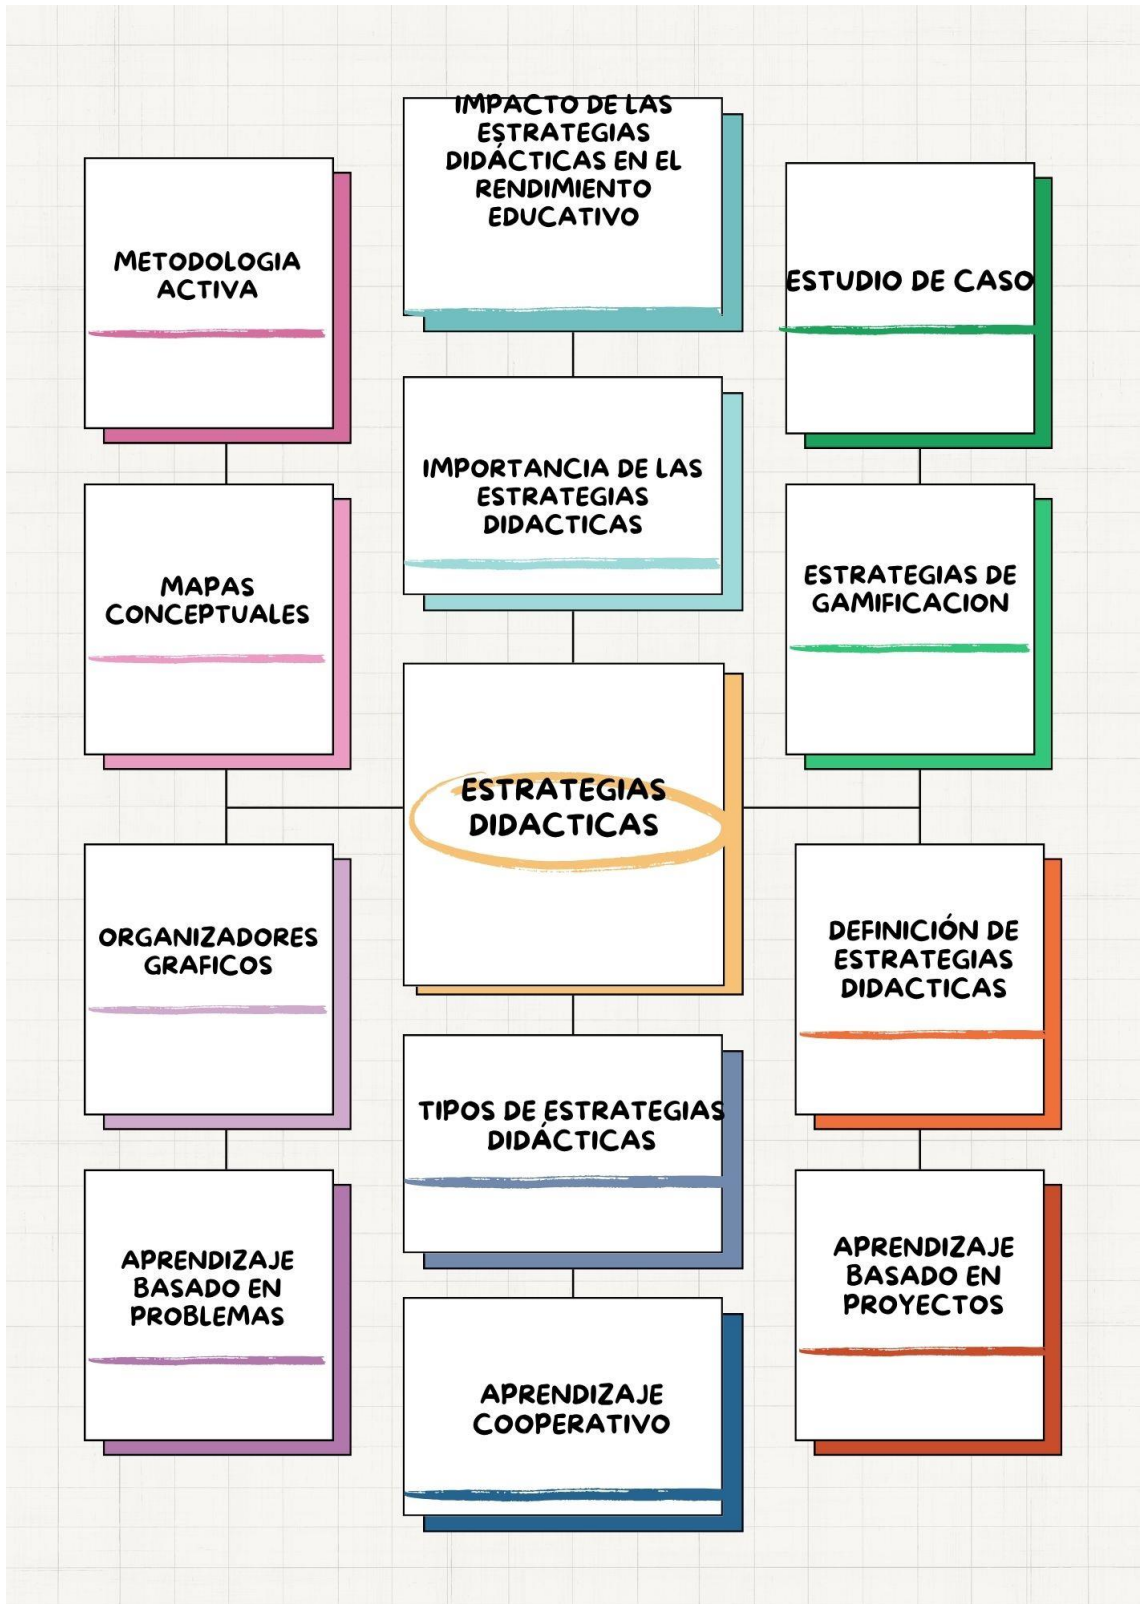 IMPACTO DE LAS
ESTRATEGIAS
DIDÁCTICAS EN EL
RENDIMIENTO
EDUCATIVO
METODOLOGIA
ACTIVA
ESTUDIO DE CASO
IMPORTANCIA DE LAS
ESTRATEGIAS
DIDACTICAS
MAPAS
CONCEPTUALES
ESTRATEGIAS DE
GAMIFICACION
ESTRATEGIAS
DIDACTICAS
ORGANIZADORES
GRAFICOS
DEFINICIÓN DE
ESTRATEGIAS
DIDACTICAS
TIPOS DE ESTRATEGIAS
DIDÁCTICAS
APRENDIZAJE
BASADO EN
PROBLEMAS
APRENDIZAJE
BASADO EN
PROYECTOS
APRENDIZAJE
COOPERATIVO